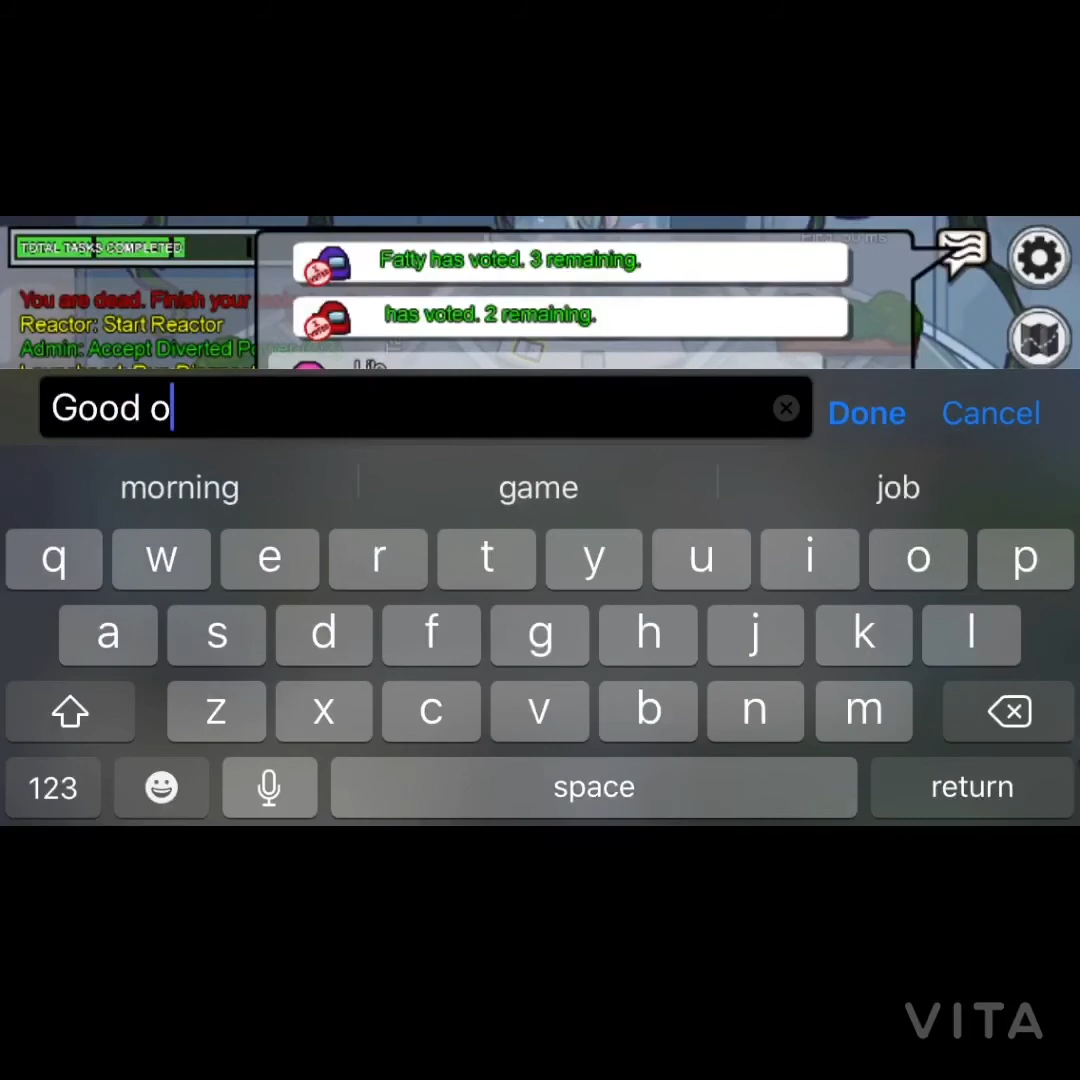 TOTAL TASKS COMPLETED
Fatty has voted. 3 remaining.
has voted. 2 remaining.
You are dead. Finish your
Reactor: Start Reactor
Admin: Accept Diverted
Good o
Done
Cancel
morning
game
job
q w e r t y u i o p
a s d f g h j k l
z x c v b n m
123
space
return
VITA